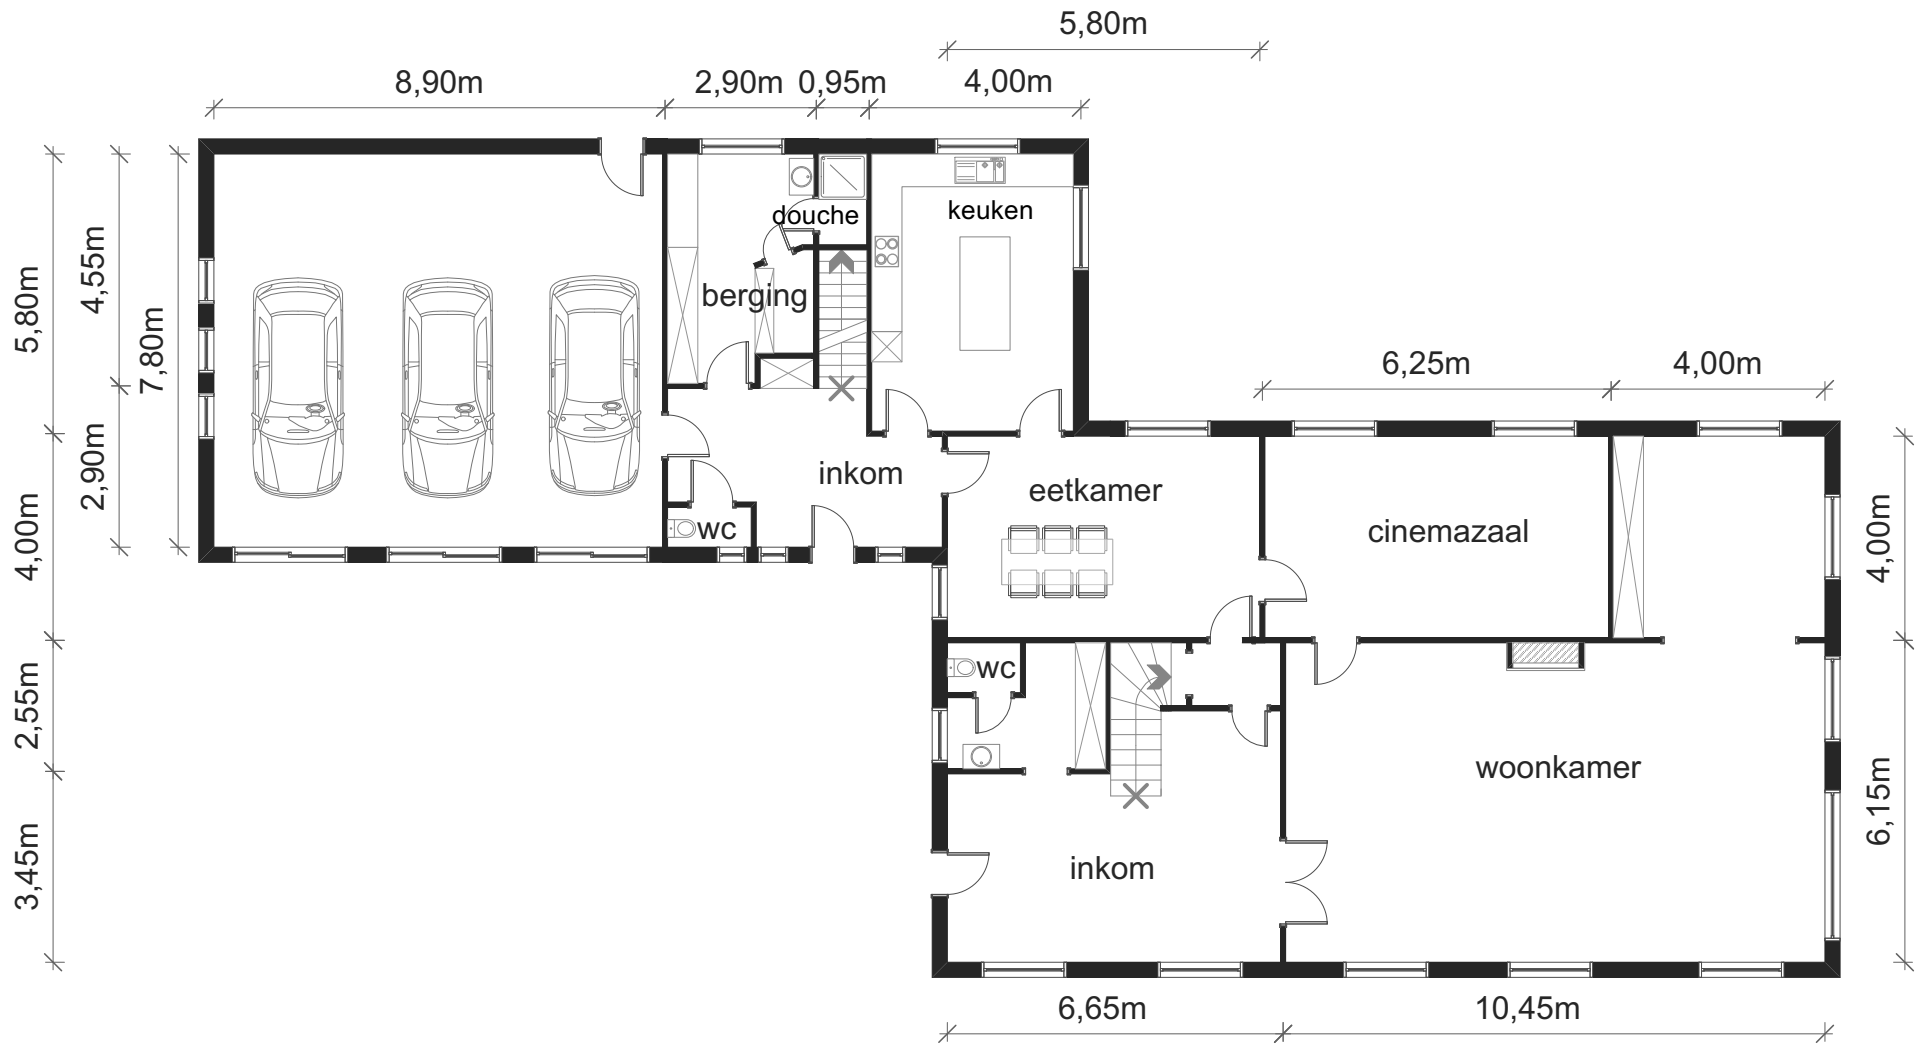 5,80m
8,90m
2,90m
0,95m
4,00m
5,80m
4,55m
7,80m
2,90m
4,00m
2,55m
3,45m
douche
keuken
berging
6,25m
4,00m
inkom
eetkamer
wc
cinemazaal
4,00m
wc
woonkamer
6,15m
inkom
6,65m
10,45m